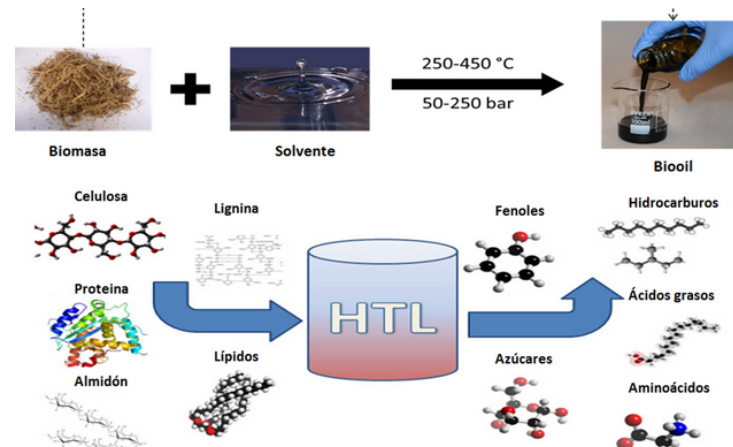 250-450 °C
50-250 bar
Biomasa
Solvente
Biooil
Celulosa
Lignina
Fenoles
Hidrocarburos
Proteina
HTL
Ácidos grasos
Almidón
Lípidos
Azúcares
Aminoácidos